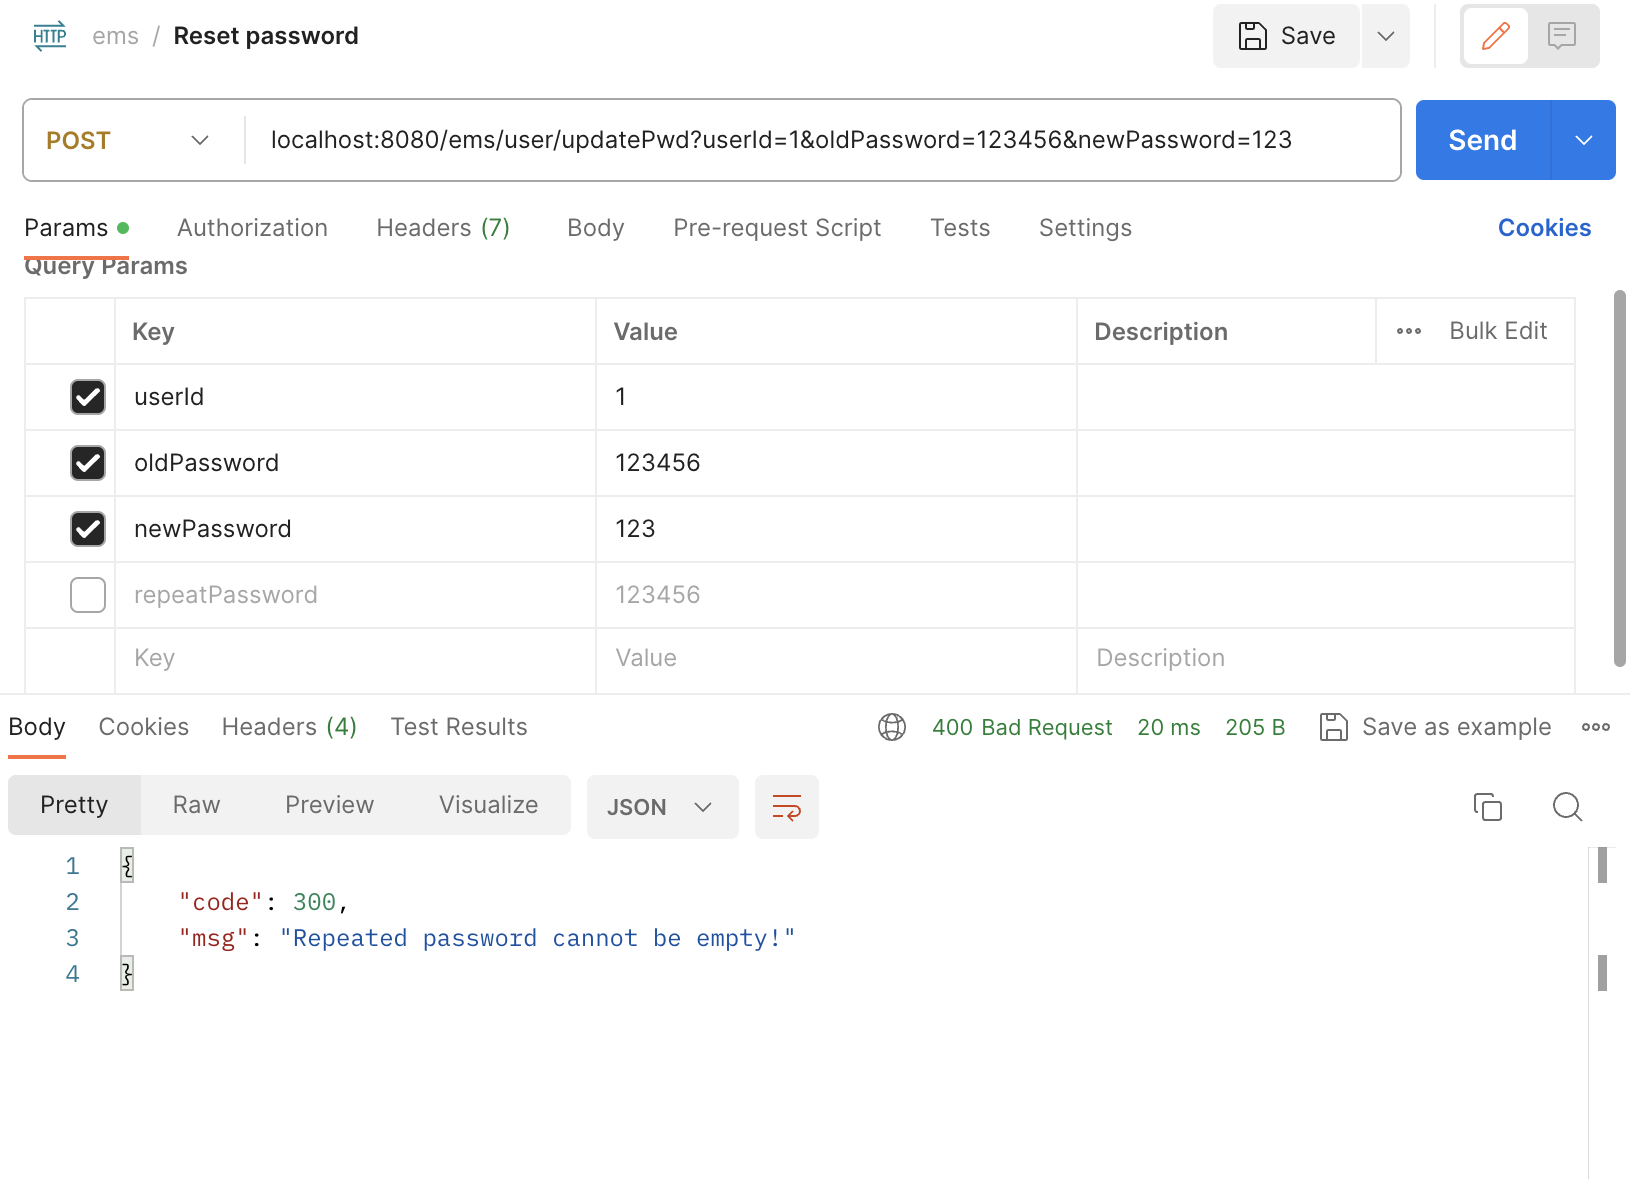 HTTP ems / Reset password Save
POST localhost:8080/ems/user/updatePwd?userId=1&oldPassword=123456&newPassword=123 Send
Params Authorization Headers (7) Body Pre-request Script Tests Settings Cookies
Query Params
Key Value Description Bulk Edit
userId 1
oldPassword 123456
newPassword 123
repeatPassword 123456
Key Value Description
Body Cookies Headers (4) Test Results 400 Bad Request 20 ms 205 B Save as example
Pretty Raw Preview Visualize JSON
1 {
2 "code": 300,
3 "msg": "Repeated password cannot be empty!"
4 }